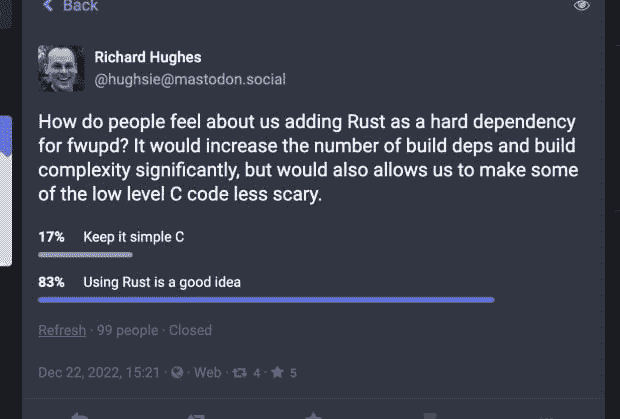 Back
Richard Hughes
@hughsie@mastodon.social
How do people feel about us adding Rust as a hard dependency
for fwupd? It would increase the number of build deps and build
complexity significantly, but would also allows us to make some
of the low level C code less scary.
17% Keep it simple C
83% Using Rust is a good idea
Refresh · 99 people · Closed
Dec 22, 2022, 15:21 · Web · 4 · 5